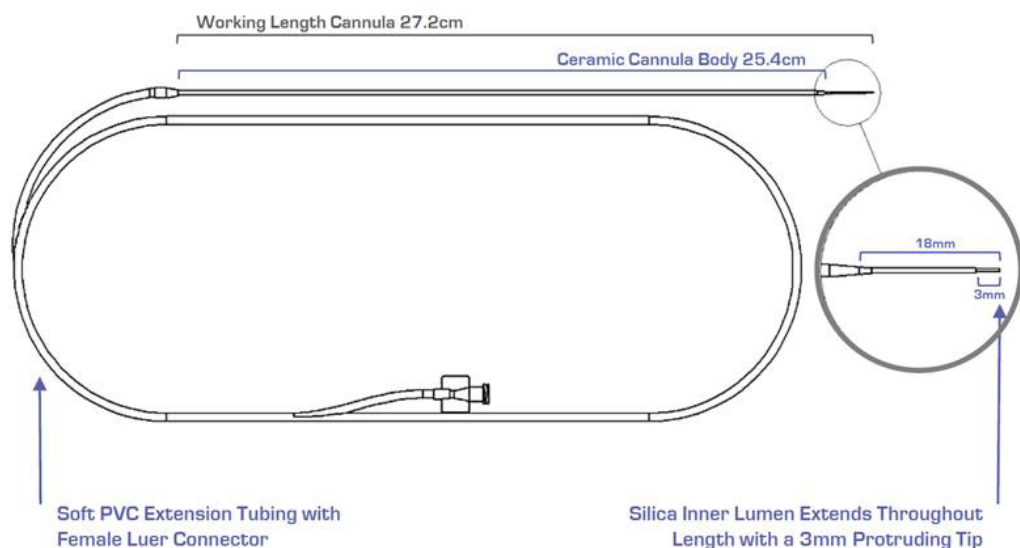 Working Length Cannula 27.2cm
Ceramic Cannula Body 25.4cm
18mm
3mm
Soft PVC Extension Tubing with
Female Luer Connector
Silica Inner Lumen Extends Throughout
Length with a 3mm Protruding Tip